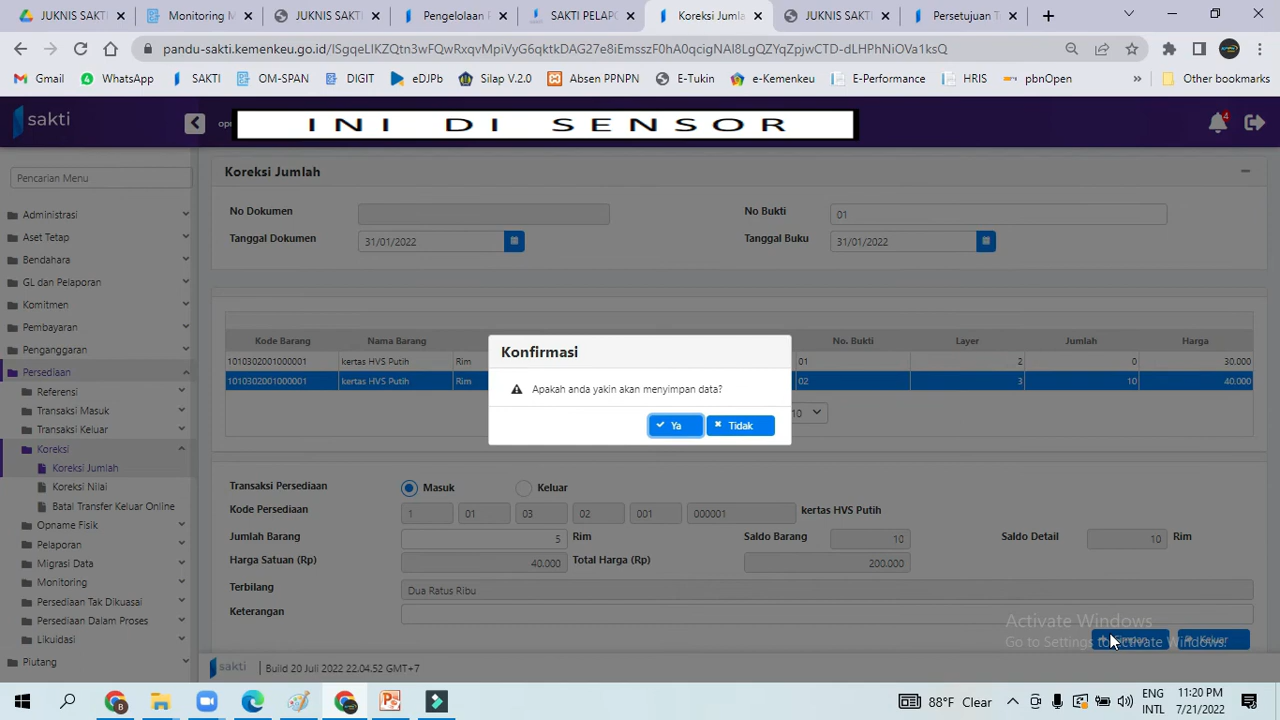 JUKNIS SAKTI
Monitoring M
JUKNIS SAKTI
Pengelolaan P
SAKTI PELAPO
Koreksi Jumla
JUKNIS SAKTI
Persetujuan T
pandu-sakti.kemenkeu.go.id/
Gmail
WhatsApp
SAKTI
OM-SPAN
DIGIT
eDJPb
Silap V.2.0
Absen PPNPN
E-Tukin
e-Kemenkeu
E-Performance
HRIS
pbnOpen
Other bookmarks
sakti
INI DI SENSOR
4
Pencarian Menu
Koreksi Jumlah
No Dokumen
No Bukti 01
Tanggal Dokumen 31/01/2022
Tanggal Buku 31/01/2022
Administrasi
Aset Tetap
Bendahara
GL dan Pelaporan
Komitmen
Pembayaran
Penganggaran
Persediaan
Referensi
Transaksi Masuk
Transaksi Keluar
Koreksi
Koreksi Jumlah
Koreksi Nilai
Batal Transfer Keluar Online
Opname Fisik
Pelaporan
Migrasi Data
Monitoring
Persediaan Tak Dikuasai
Persediaan Dalam Proses
Likuidasi
Piutang
Kode Barang Nama Barang No. Bukti Layer Jumlah Harga
1010302001000001 kertas HVS Putih Rim 01 2 0 30.000
1010302001000001 kertas HVS Putih Rim 02 3 10 40.000
10
Konfirmasi
Apakah anda yakin akan menyimpan data?
Ya
Tidak
Transaksi Persediaan Masuk Keluar
Kode Persediaan 1 01 03 02 001 000001 kertas HVS Putih
Jumlah Barang 5 Rim Saldo Barang 10 Saldo Detail 10 Rim
Harga Satuan (Rp) 40.000 Total Harga (Rp) 200.000
Terbilang Dua Ratus Ribu
Keterangan
Keluar
Activate Windows
Go to Settings to Activate Windows.
sakti
Build 20 Juli 2022 22.04.52 GMT+7
88°F Clear
ENG
INTL
11:20 PM
7/21/2022